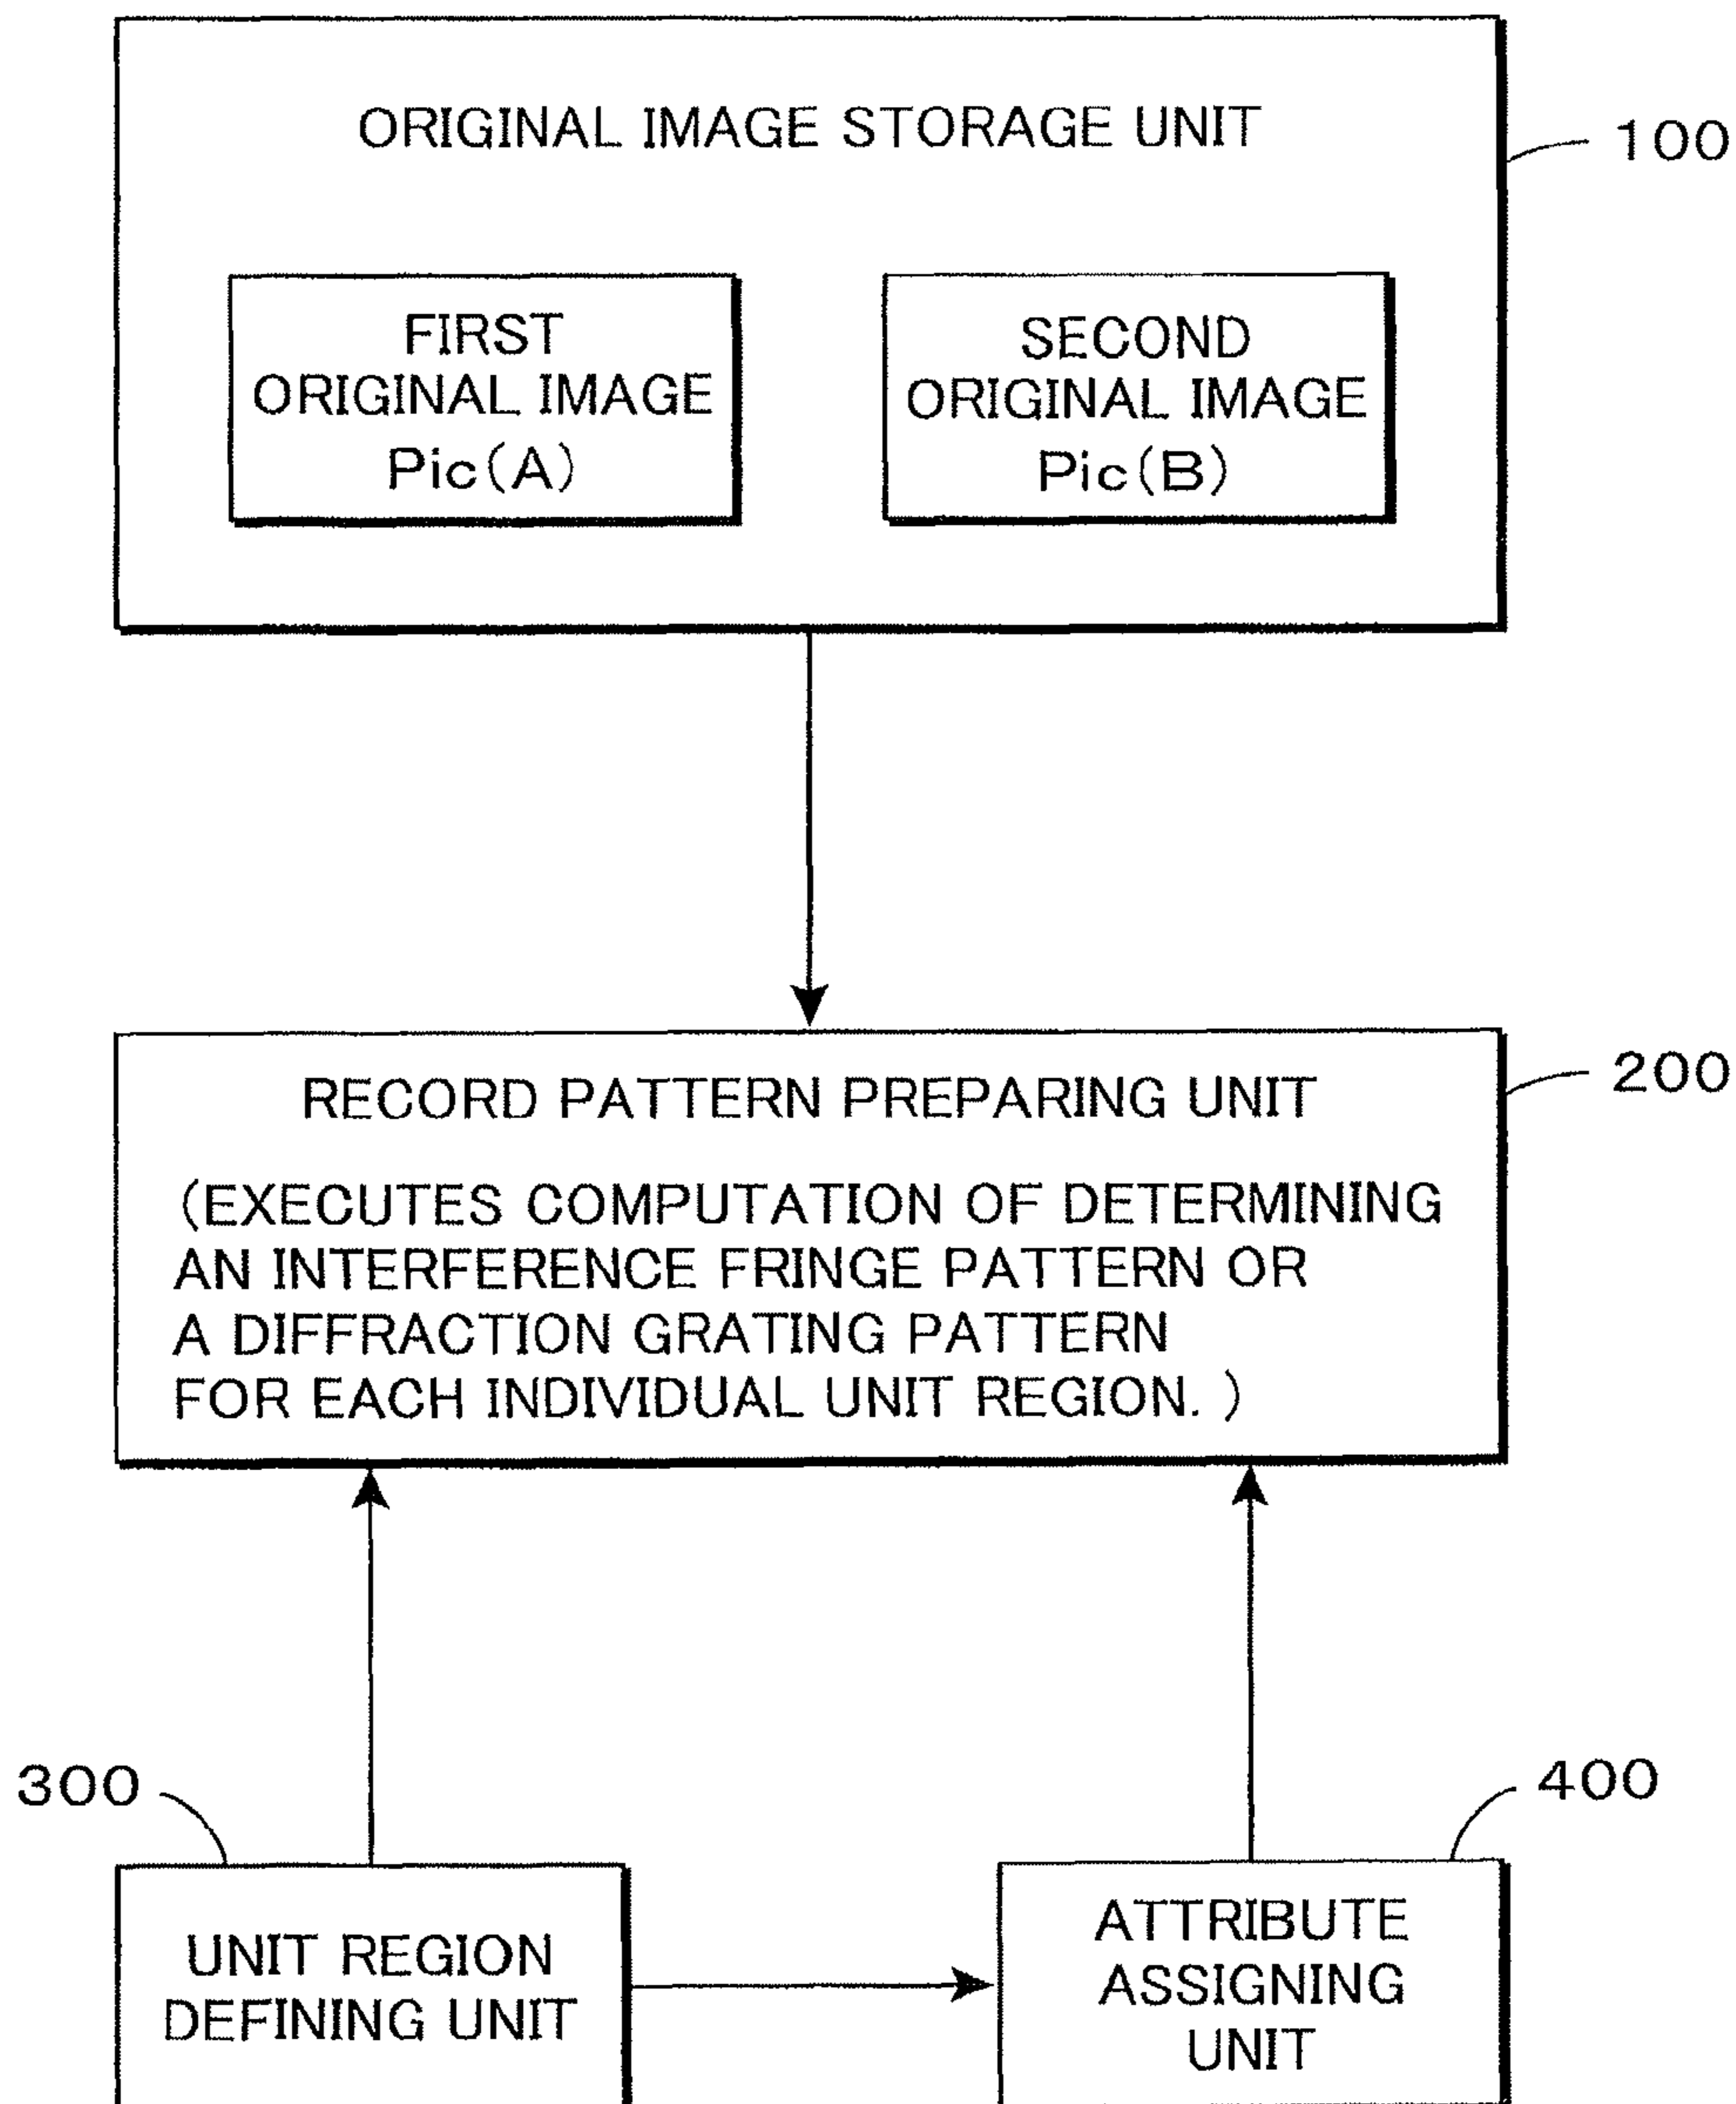 ORIGINAL IMAGE STORAGE UNIT
100
FIRST
ORIGINAL IMAGE
Pic(A)
SECOND
ORIGINAL IMAGE
Pic(B)
RECORD PATTERN PREPARING UNIT
200
(EXECUTES COMPUTATION OF DETERMINING
AN INTERFERENCE FRINGE PATTERN OR
A DIFFRACTION GRATING PATTERN
FOR EACH INDIVIDUAL UNIT REGION. )
300
400
UNIT REGION
DEFINING UNIT
ATTRIBUTE
ASSIGNING
UNIT